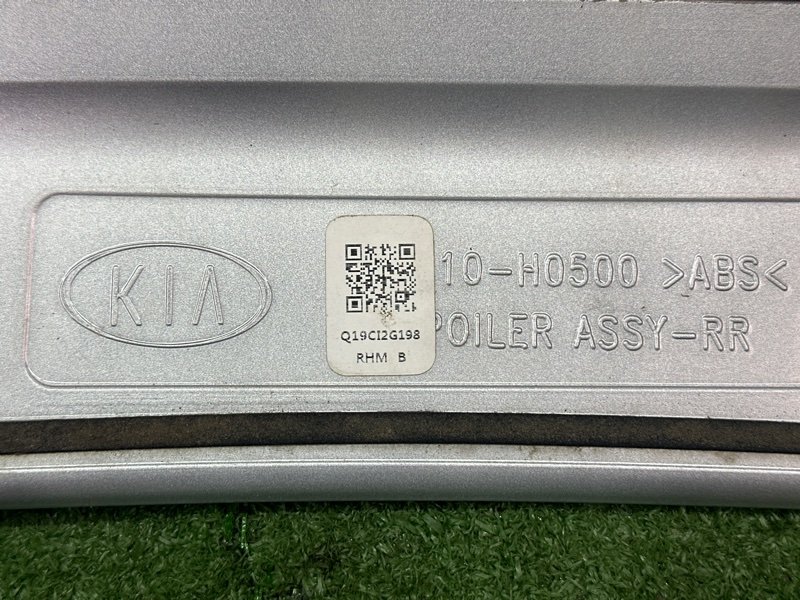 KIA
10-H0500 >ABS<
POILER ASSY-RR
Q19CI2G198
RHM B